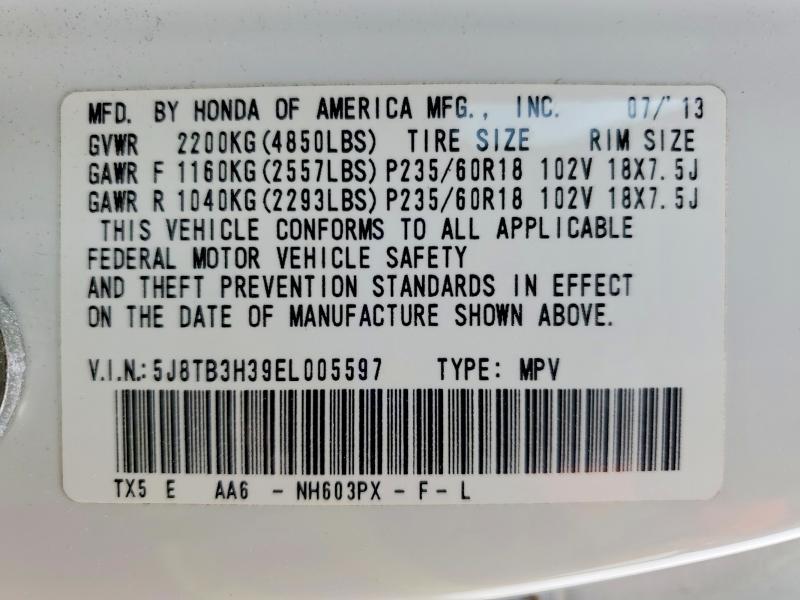 MFD. BY HONDA OF AMERICA MFG., INC. 07/'13
GVWR 2200KG(4850LBS) TIRE SIZE RIM SIZE
GAWR F 1160KG(2557LBS) P235/60R18 102V 18X7.5J
GAWR R 1040KG(2293LBS) P235/60R18 102V 18X7.5J
THIS VEHICLE CONFORMS TO ALL APPLICABLE
FEDERAL MOTOR VEHICLE SAFETY
AND THEFT PREVENTION STANDARDS IN EFFECT
ON THE DATE OF MANUFACTURE SHOWN ABOVE.
V.I.N.: 5J8TB3H39EL005597 TYPE: MPV
TX5 E AA6 - NH603PX - F - L